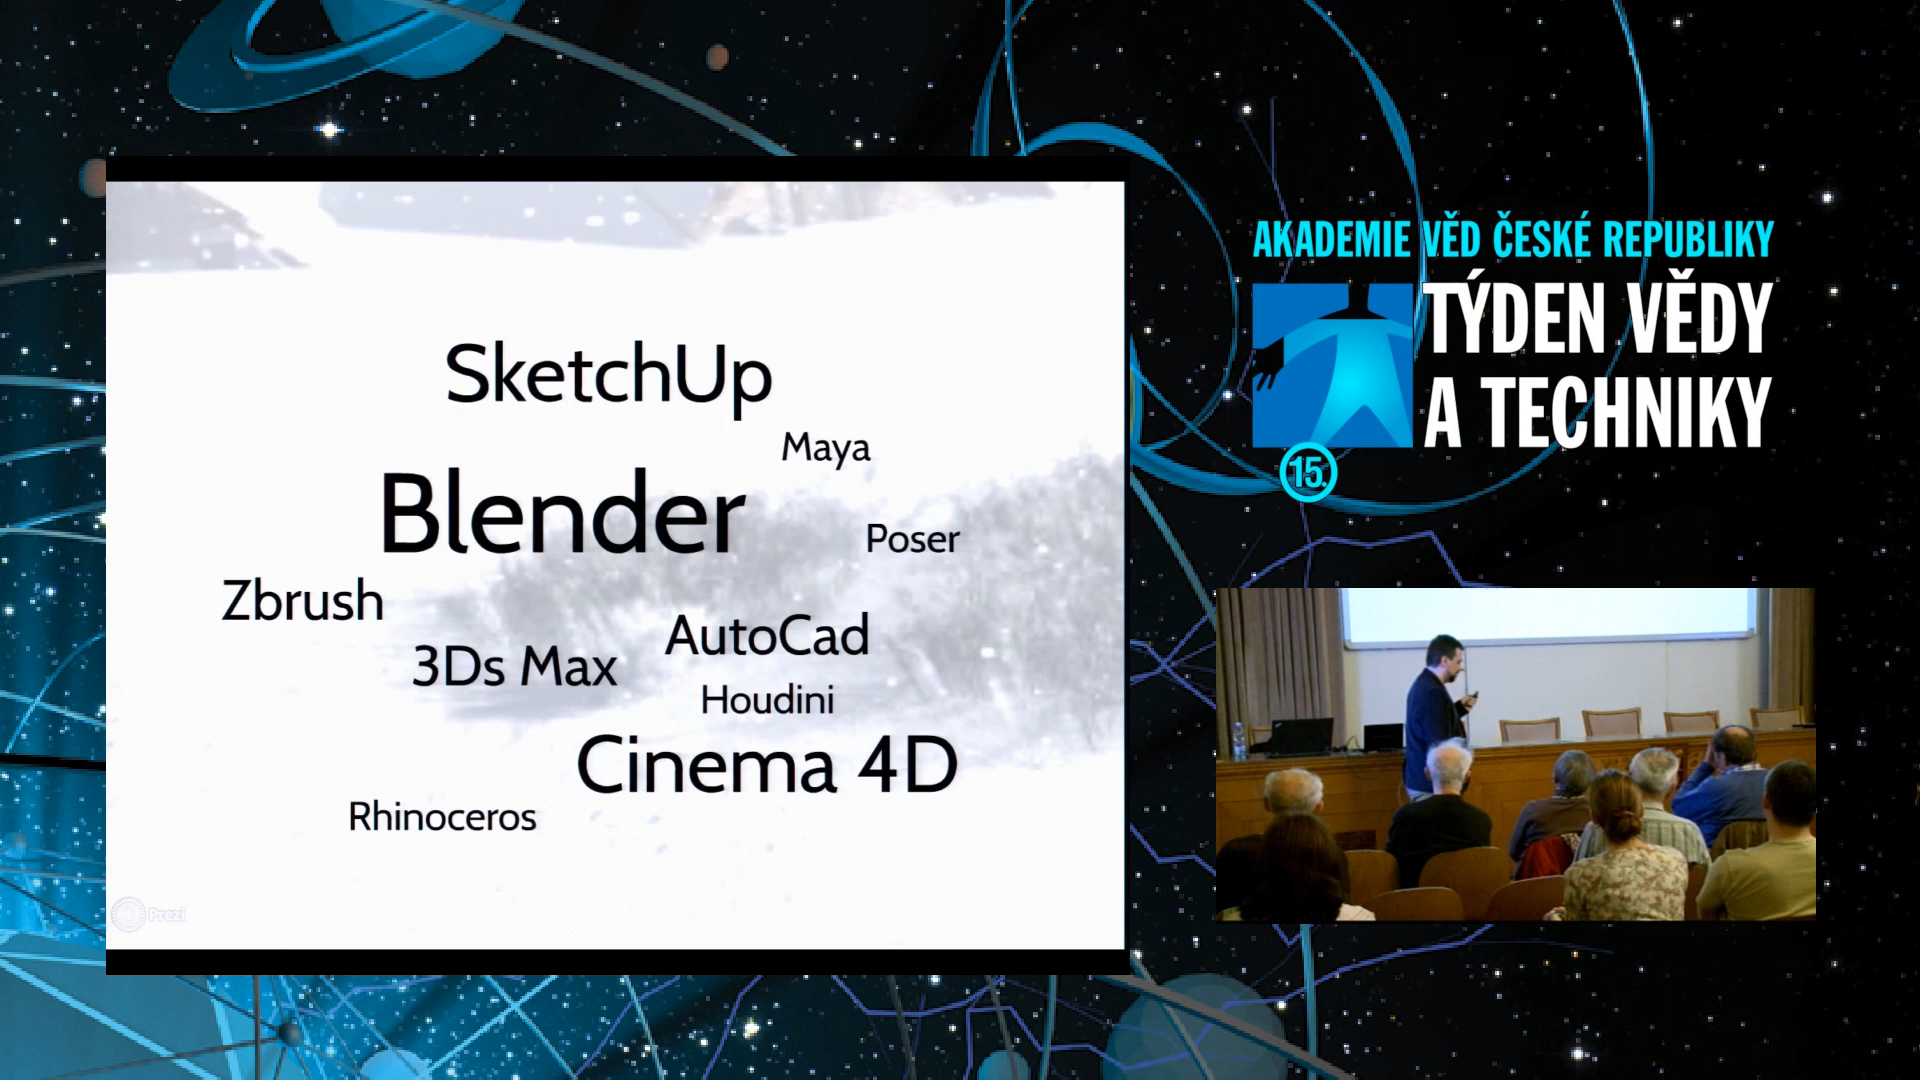 SketchUp
Maya
Blender
Poser
Zbrush
AutoCad
3Ds Max
Houdini
Cinema 4D
Rhinoceros
Prezi
AKADEMIE VĚD ČESKÉ REPUBLIKY
TÝDEN VĚDY
A TECHNIKY
15.